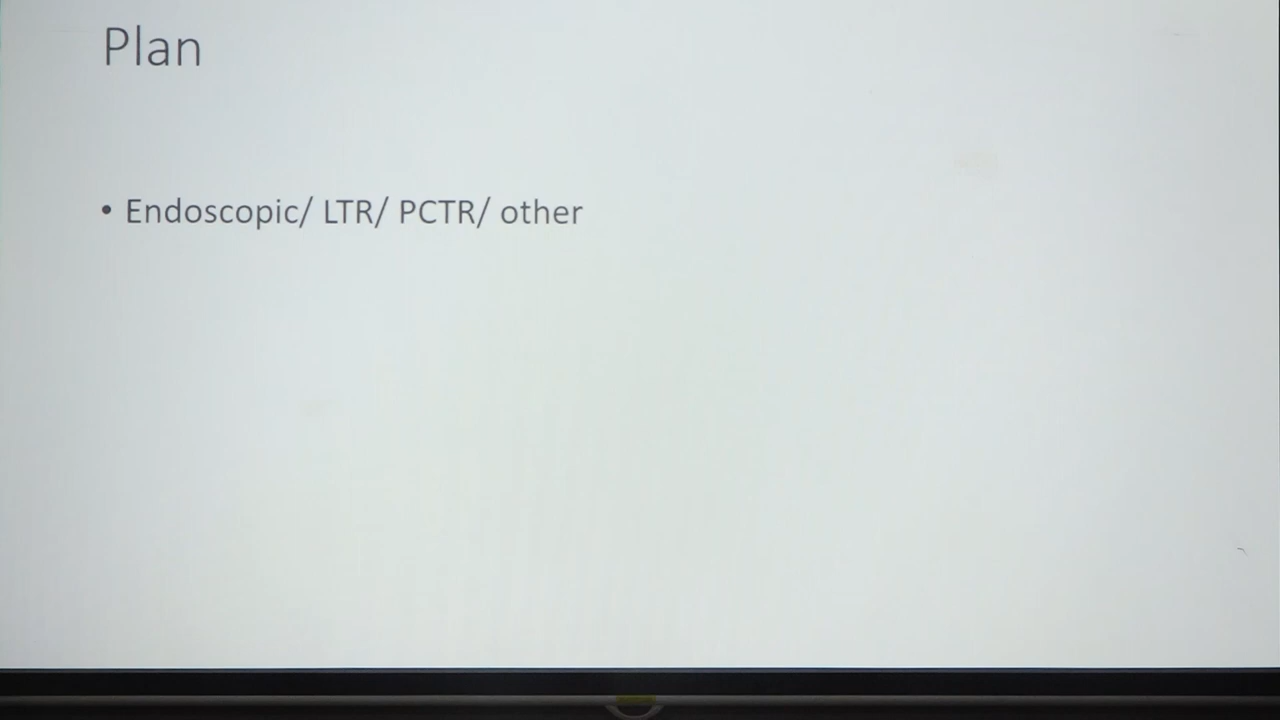 Plan
• Endoscopic/ LTR/ PCTR/ other